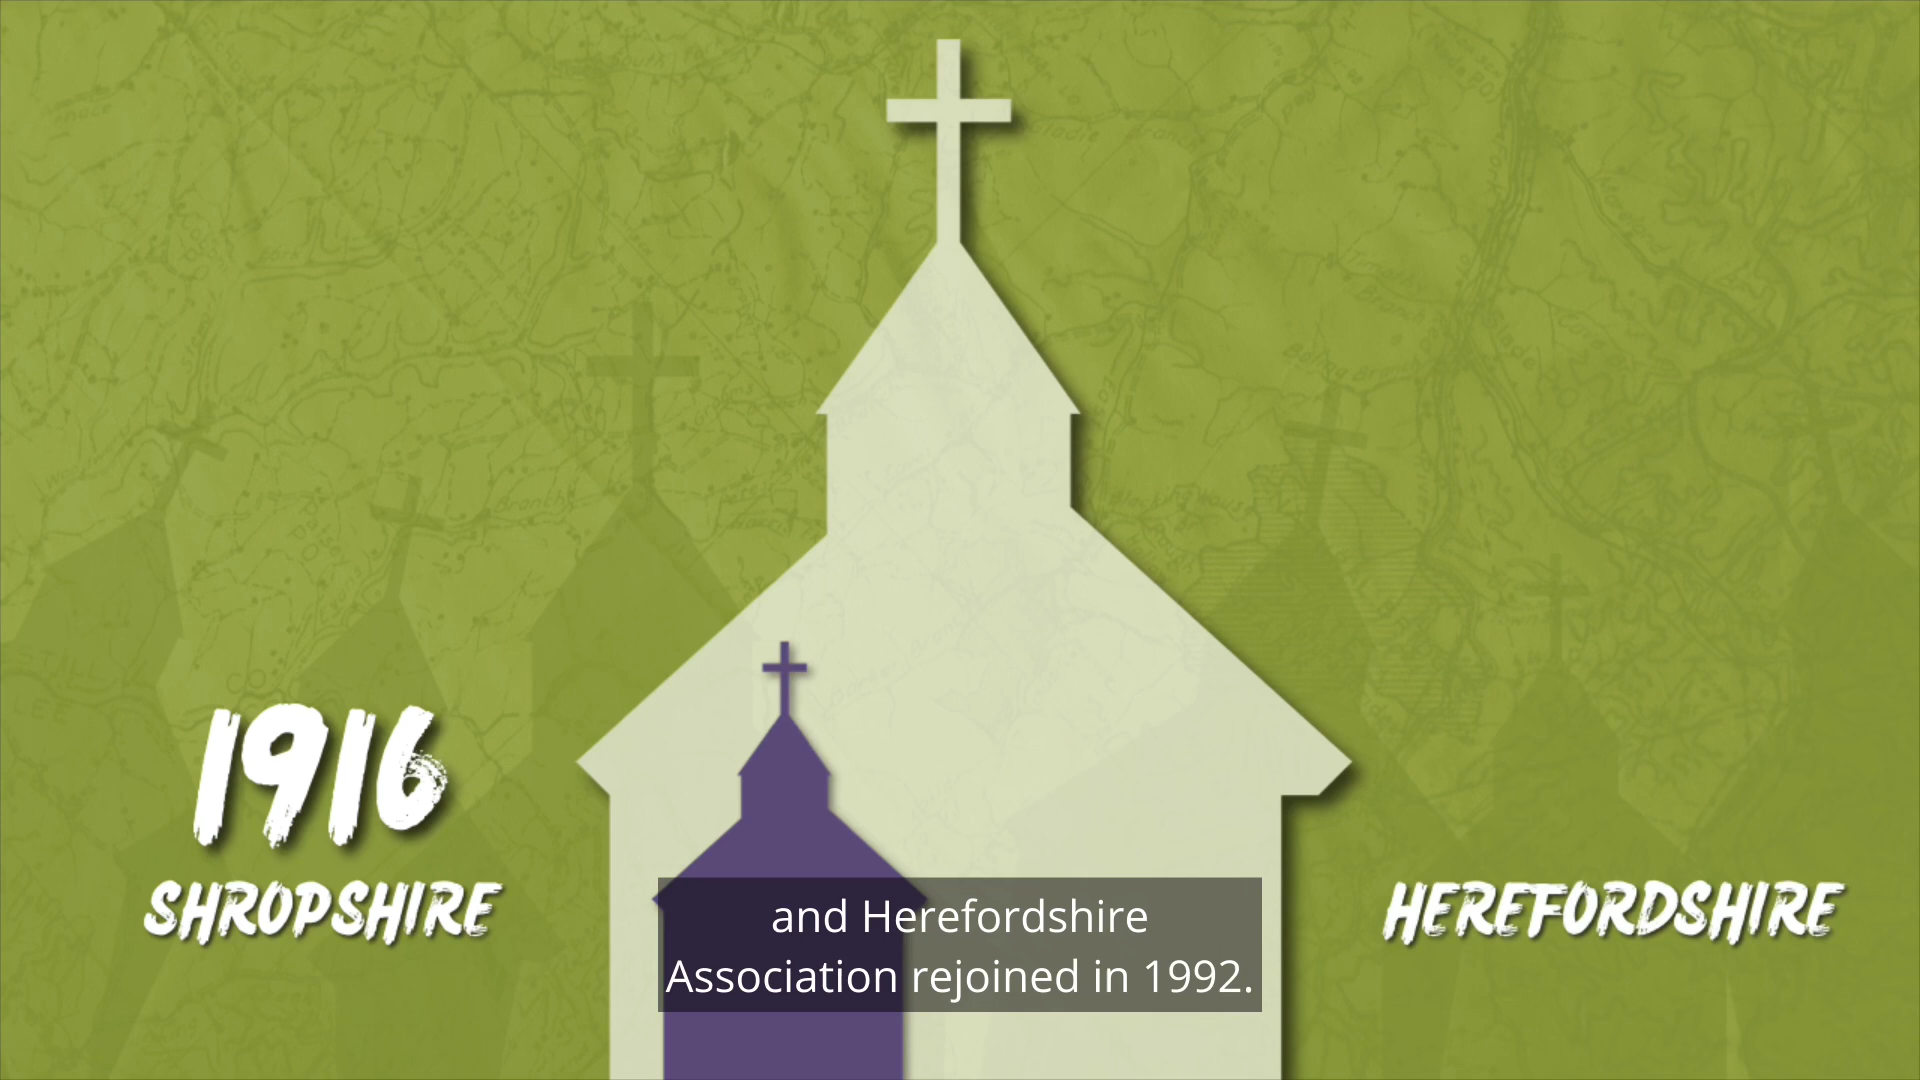 1916
SHROPSHIRE
HEREFORDSHIRE
and Herefordshire
Association rejoined in 1992.